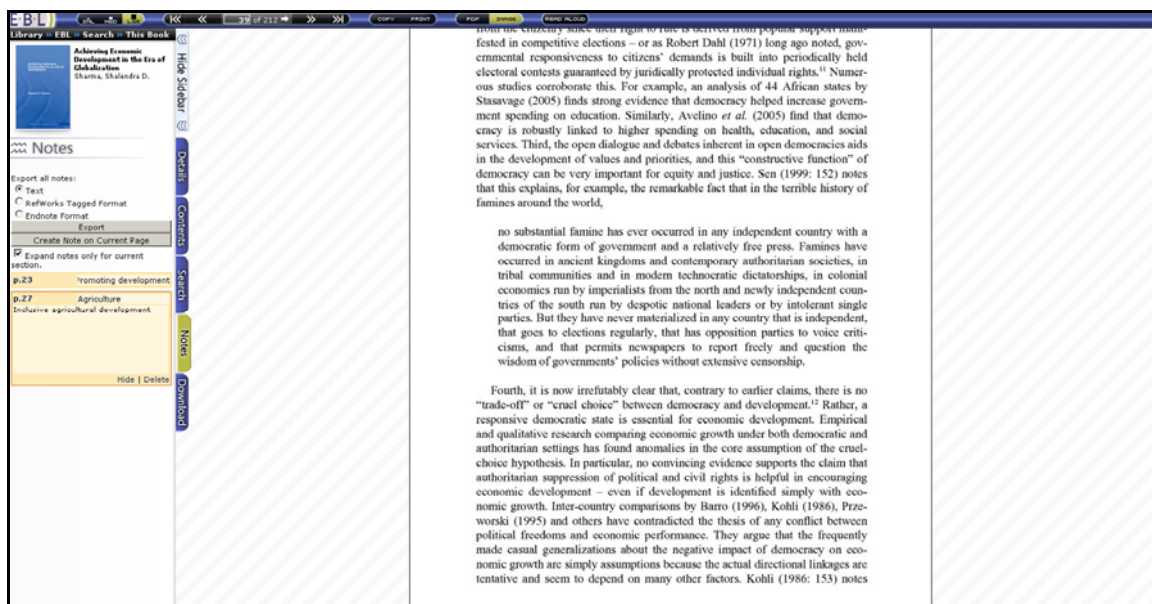 E·B·L
39 of 212
COPY PRINT
PDF IMAGE
READ ALOUD
Library » EBL » Search » This Book
Achieving Economic
Development in the Era of
Globalization
Sharma, Shalendra D.
Notes
Export all notes:
Text
RefWorks Tagged Format
Endnote Format
Export
Create Note on Current Page
Expand notes only for current
section.
p.23 Promoting development
p.27 Agriculture
Inclusive agricultural development
Hide | Delete
Hide Sidebar
Details
Contents
Search
Notes
Download
from the citizenry since their right to rule is derived from popular support mani-
fested in competitive elections – or as Robert Dahl (1971) long ago noted, gov-
ernmental responsiveness to citizens' demands is built into periodically held
electoral contests guaranteed by juridically protected individual rights.¹¹ Numer-
ous studies corroborate this. For example, an analysis of 44 African states by
Stasavage (2005) finds strong evidence that democracy helped increase govern-
ment spending on education. Similarly, Avelino et al. (2005) find that demo-
cracy is robustly linked to higher spending on health, education, and social
services. Third, the open dialogue and debates inherent in open democracies aids
in the development of values and priorities, and this “constructive function” of
democracy can be very important for equity and justice. Sen (1999: 152) notes
that this explains, for example, the remarkable fact that in the terrible history of
famines around the world,
no substantial famine has ever occurred in any independent country with a
democratic form of government and a relatively free press. Famines have
occurred in ancient kingdoms and contemporary authoritarian societies, in
tribal communities and in modern technocratic dictatorships, in colonial
economies run by imperialists from the north and newly independent coun-
tries of the south run by despotic national leaders or by intolerant single
parties. But they have never materialized in any country that is independent,
that goes to elections regularly, that has opposition parties to voice criti-
cisms, and that permits newspapers to report freely and question the
wisdom of governments' policies without extensive censorship.
Fourth, it is now irrefutably clear that, contrary to earlier claims, there is no
“trade-off” or “cruel choice” between democracy and development.¹² Rather, a
responsive democratic state is essential for economic development. Empirical
and qualitative research comparing economic growth under both democratic and
authoritarian settings has found anomalies in the core assumption of the cruel-
choice hypothesis. In particular, no convincing evidence supports the claim that
authoritarian suppression of political and civil rights is helpful in encouraging
economic development – even if development is identified simply with eco-
nomic growth. Inter-country comparisons by Barro (1996), Kohli (1986), Prze-
worski (1995) and others have contradicted the thesis of any conflict between
political freedoms and economic performance. They argue that the frequently
made casual generalizations about the negative impact of democracy on eco-
nomic growth are simply assumptions because the actual directional linkages are
tentative and seem to depend on many other factors. Kohli (1986: 153) notes